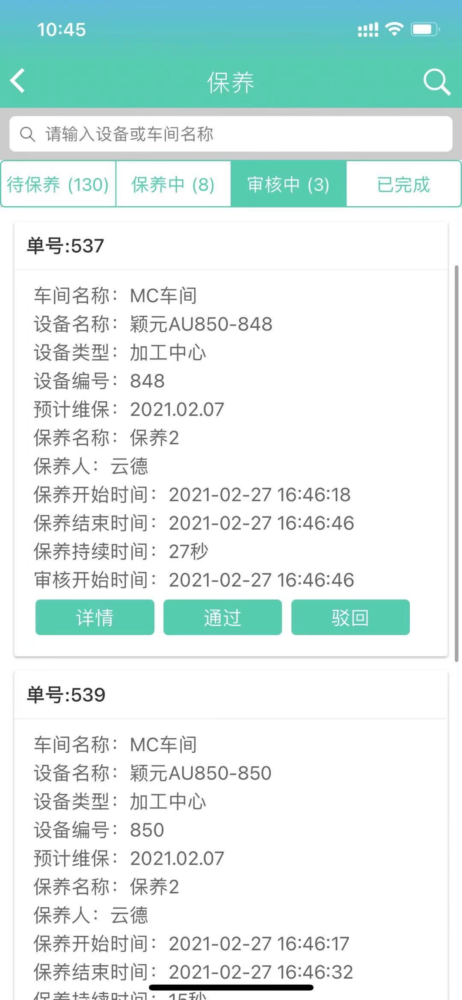 10:45
保养
请输入设备或车间名称
待保养 (130) 保养中 (8) 审核中 (3) 已完成
单号:537
车间名称：MC车间
设备名称：颖元AU850-848
设备类型：加工中心
设备编号：848
预计维保：2021.02.07
保养名称：保养2
保养人：云德
保养开始时间：2021-02-27 16:46:18
保养结束时间：2021-02-27 16:46:46
保养持续时间：27秒
审核开始时间：2021-02-27 16:46:46
详情 通过 驳回
单号:539
车间名称：MC车间
设备名称：颖元AU850-850
设备类型：加工中心
设备编号：850
预计维保：2021.02.07
保养名称：保养2
保养人：云德
保养开始时间：2021-02-27 16:46:17
保养结束时间：2021-02-27 16:46:32
保养持续时间：15秒